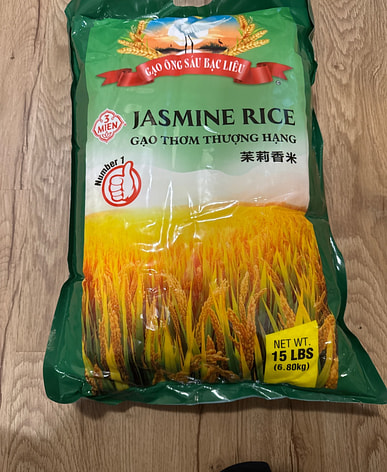 GẠO ÔNG SÁU BẠC LIÊU
3
MIỀN
JASMINE RICE
GẠO THƠM THƯỢNG HẠNG
茉莉香米
Number 1
NET WT.
15 LBS
(6.80kg)